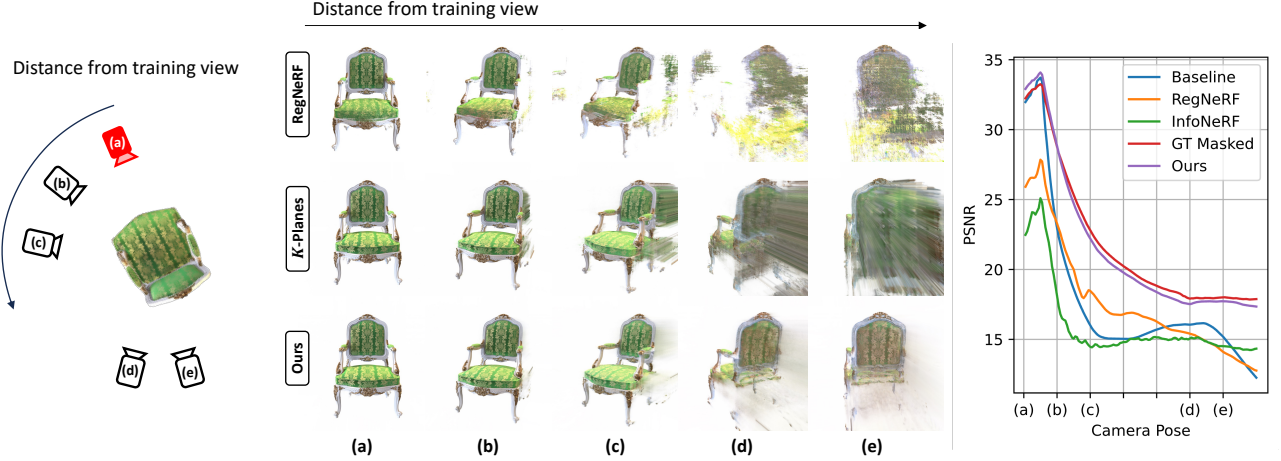 Distance from training view
Distance from training view
(a)
(b)
(c)
(d)
(e)
RegNeRF
K-Planes
Ours
(a) (b) (c) (d) (e)
35
30
25
20
15
PSNR
Baseline
RegNeRF
InfoNeRF
GT Masked
Ours
(a) (b) (c) (d) (e)
Camera Pose